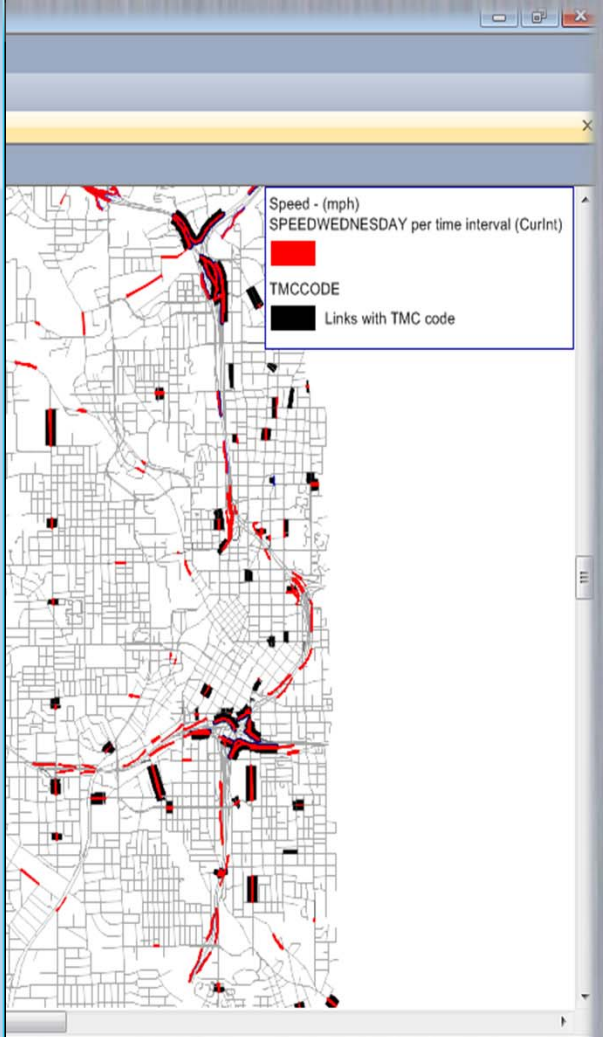 Speed - (mph)
SPEEDWEDNESDAY per time interval (CurInt)
TMCCODE
Links with TMC code